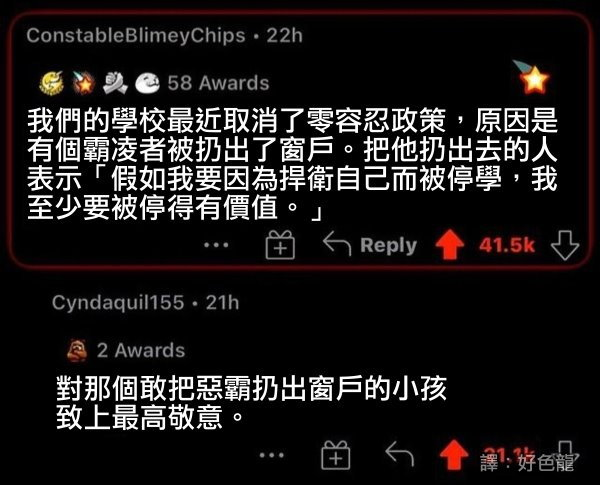 ConstableBlimeyChips • 22h
58 Awards
我們的學校最近取消了零容忍政策，原因是
有個霸凌者被扔出了窗戶。把他扔出去的人
表示「假如我要因為捍衛自己而被停學，我
至少要被停得有價值。」
Reply 41.5k
Cyndaquil155 • 21h
2 Awards
對那個敢把惡霸扔出窗戶的小孩
致上最高敬意。
譯：好色龍